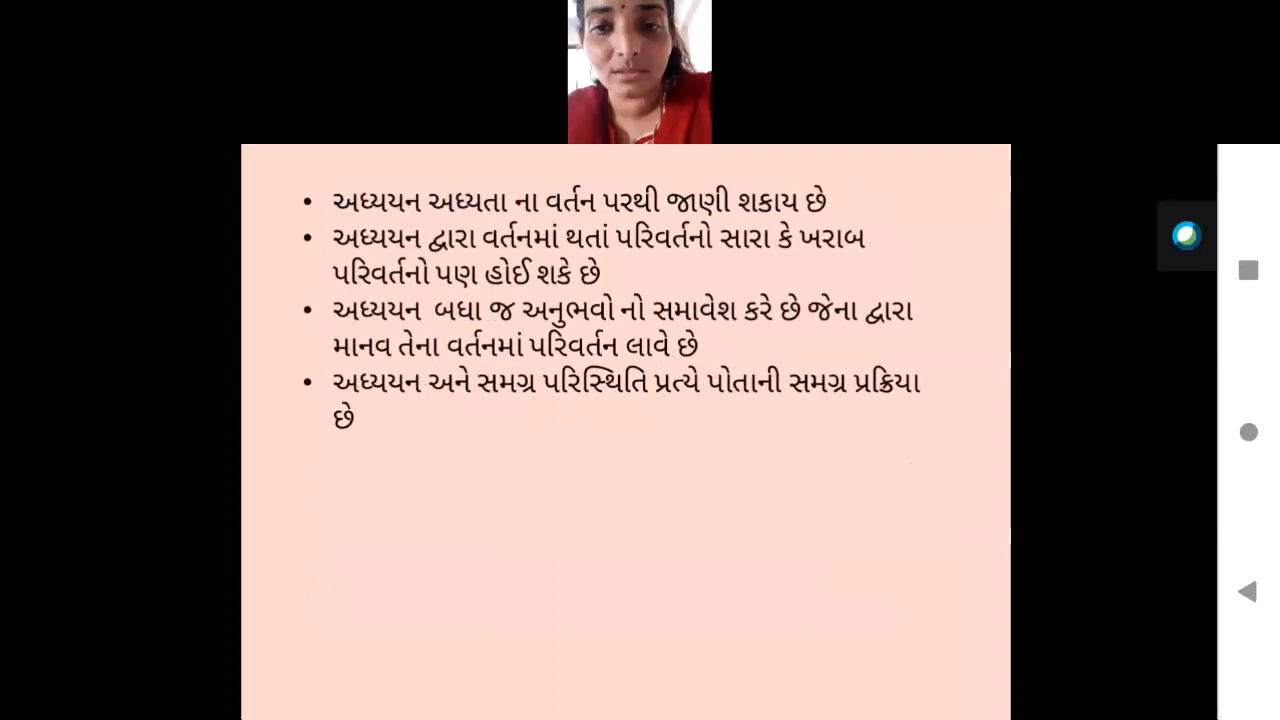 • અધ્યયન અધ્યતા ના વર્તન પરથી જાણી શકાય છે
• અધ્યયન દ્વારા વર્તનમાં થતાં પરિવર્તનો સારા કે ખરાબ
પરિવર્તનો પણ હોઈ શકે છે
• અધ્યયન બધા જ અનુભવો નો સમાવેશ કરે છે જેના દ્વારા
માનવ તેના વર્તનમાં પરિવર્તન લાવે છે
• અધ્યયન અને સમગ્ર પરિસ્થિતિ પ્રત્યે પોતાની સમગ્ર પ્રક્રિયા
છે